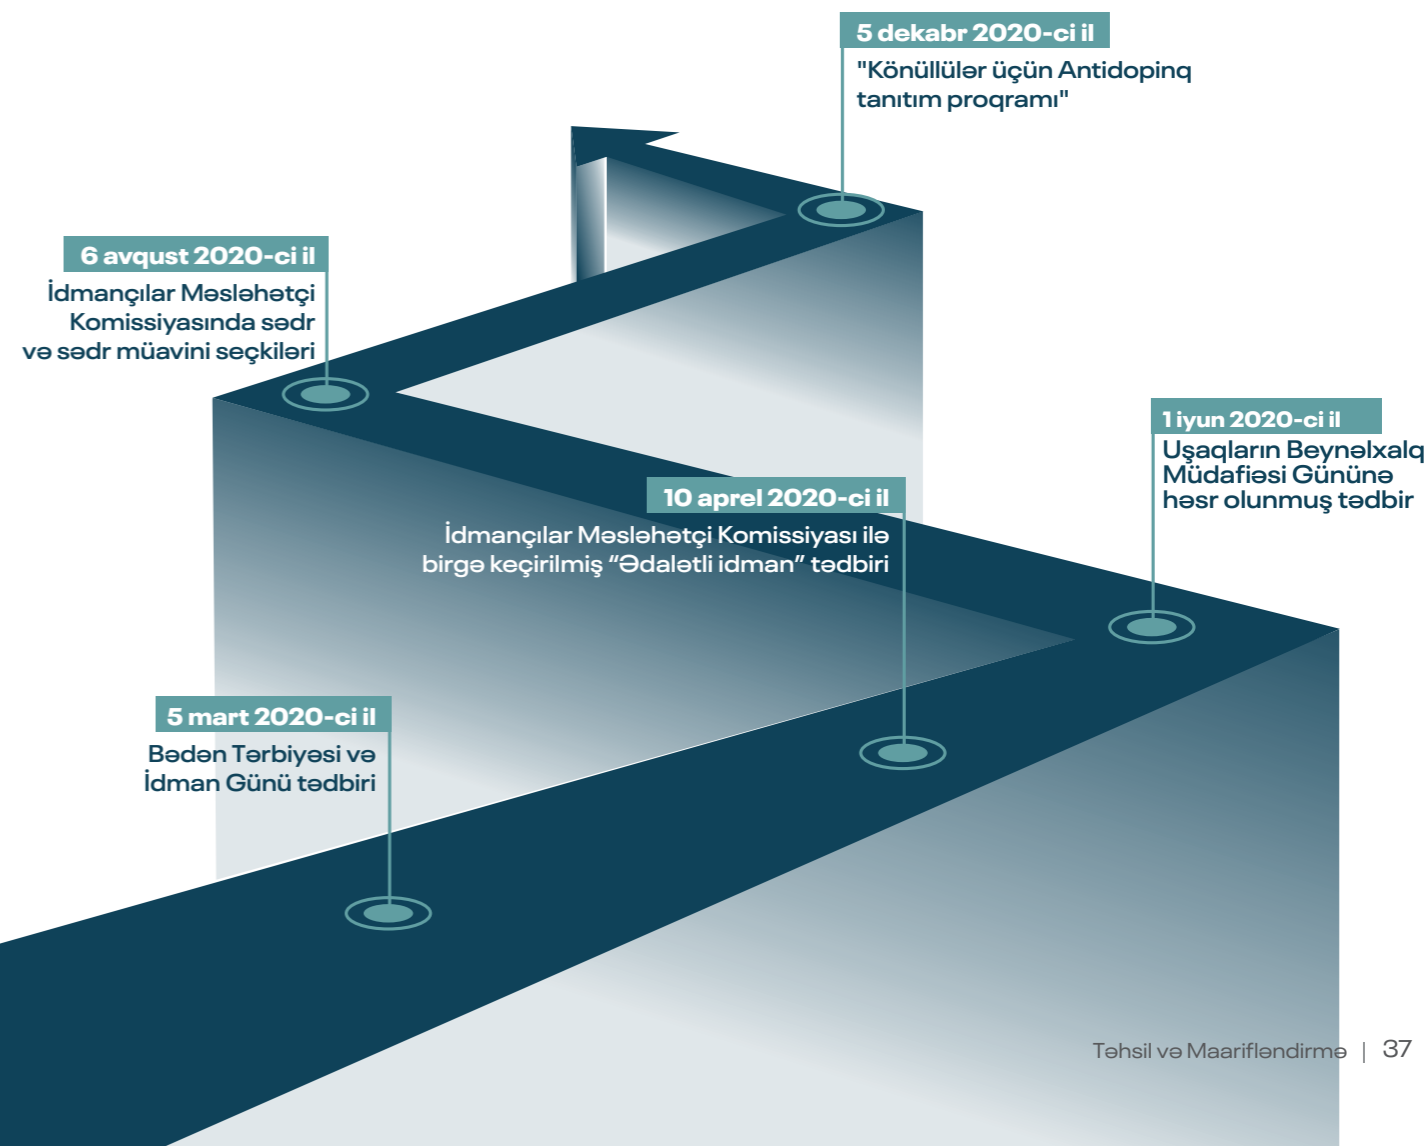 5 dekabr 2020-ci il
"Könüllülər üçün Antidopinq
tanıtım proqramı"
6 avqust 2020-ci il
İdmançılar Məsləhətçi
Komissiyasında sədr
və sədr müavini seçkiləri
1 iyun 2020-ci il
Uşaqların Beynəlxalq
Müdafiəsi Gününə
həsr olunmuş tədbir
10 aprel 2020-ci il
İdmançılar Məsləhətçi Komissiyası ilə
birgə keçirilmiş “Ədalətli idman” tədbiri
5 mart 2020-ci il
Bədən Tərbiyəsi və
İdman Günü tədbiri
Təhsil və Maarifləndirmə | 37